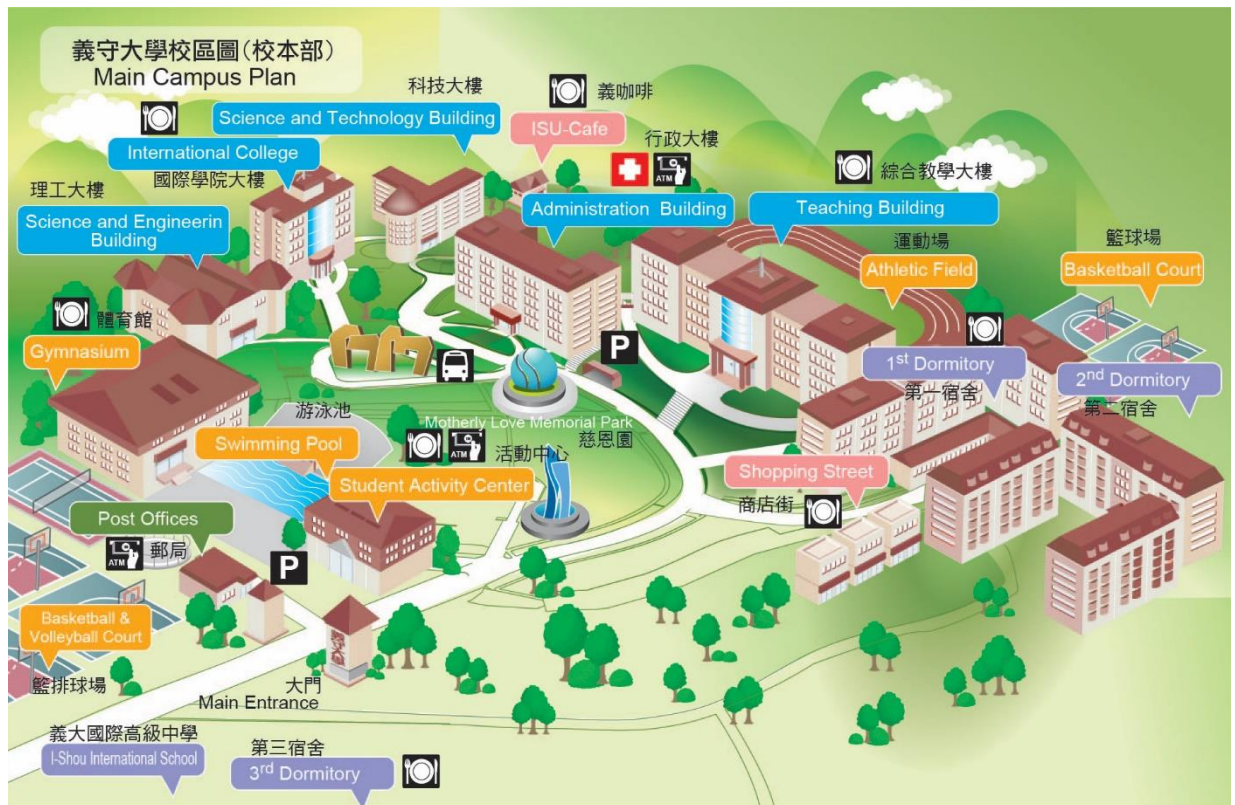 義守大學校區圖(校本部)
Main Campus Plan
科技大樓
Science and Technology Building
義咖啡
ISU-Cafe
International College
國際學院大樓
行政大樓
ATM
Administration Building
綜合教學大樓
Teaching Building
理工大樓
Science and Engineerin
Building
運動場
Athletic Field
籃球場
Basketball Court
體育館
Gymnasium
P
1st Dormitory
第一宿舍
2nd Dormitory
第二宿舍
Motherly Love Memorial Park
慈恩園
游泳池
Swimming Pool
ATM
活動中心
Student Activity Center
Shopping Street
商店街
Post Offices
ATM
郵局
P
Basketball &
Volleyball Court
籃排球場
義守大學
大門
Main Entrance
義大國際高級中學
I-Shou International School
第三宿舍
3rd Dormitory